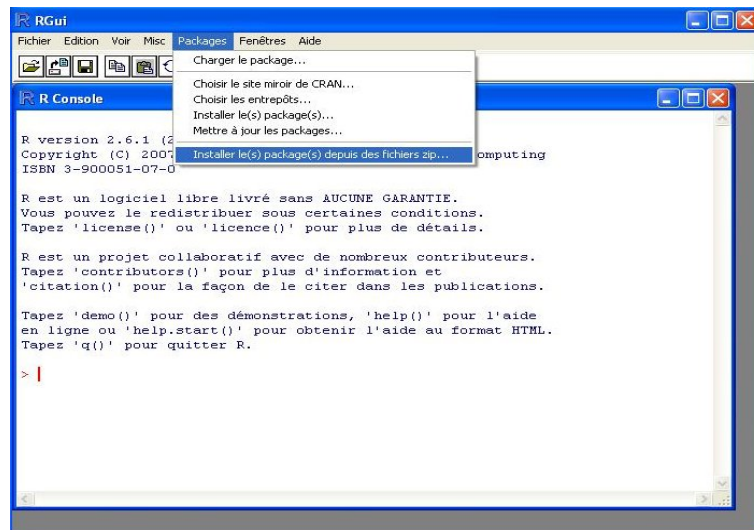 RGui
Fichier Edition Voir Misc Packages Fenêtres Aide
Charger le package...
Choisir le site miroir de CRAN...
Choisir les entrepôts...
Installer le(s) package(s)...
Mettre à jour les packages...
Installer le(s) package(s) depuis des fichiers zip...
R Console
R version 2.6.1 (2
Copyright (C) 2007 omputing
ISBN 3-900051-07-0
R est un logiciel libre livré sans AUCUNE GARANTIE.
Vous pouvez le redistribuer sous certaines conditions.
Tapez 'license()' ou 'licence()' pour plus de détails.
R est un projet collaboratif avec de nombreux contributeurs.
Tapez 'contributors()' pour plus d'information et
'citation()' pour la façon de le citer dans les publications.
Tapez 'demo()' pour des démonstrations, 'help()' pour l'aide
en ligne ou 'help.start()' pour obtenir l'aide au format HTML.
Tapez 'q()' pour quitter R.
>